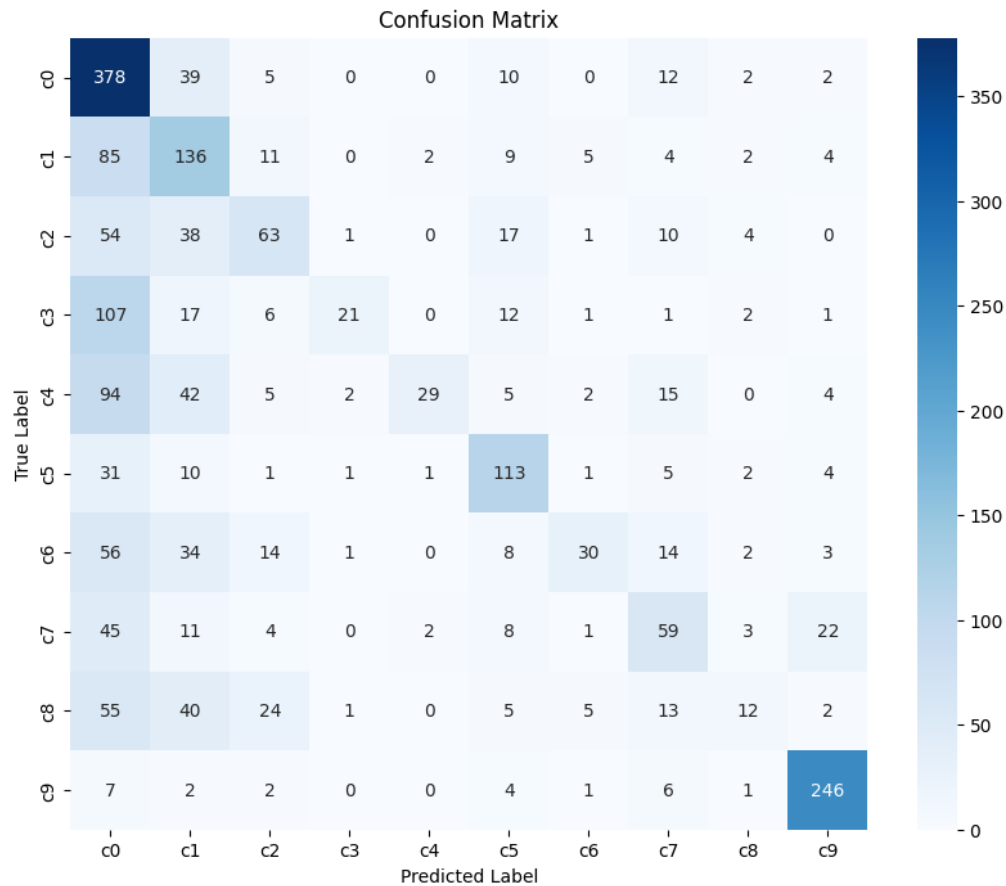 Confusion Matrix
c0 378 39 5 0 0 10 0 12 2 2
c1 85 136 11 0 2 9 5 4 2 4
c2 54 38 63 1 0 17 1 10 4 0
c3 107 17 6 21 0 12 1 1 2 1
c4 94 42 5 2 29 5 2 15 0 4
c5 31 10 1 1 1 113 1 5 2 4
c6 56 34 14 1 0 8 30 14 2 3
c7 45 11 4 0 2 8 1 59 3 22
c8 55 40 24 1 0 5 5 13 12 2
c9 7 2 2 0 0 4 1 6 1 246
c0 c1 c2 c3 c4 c5 c6 c7 c8 c9
Predicted Label
True Label
350
300
250
200
150
100
50
0